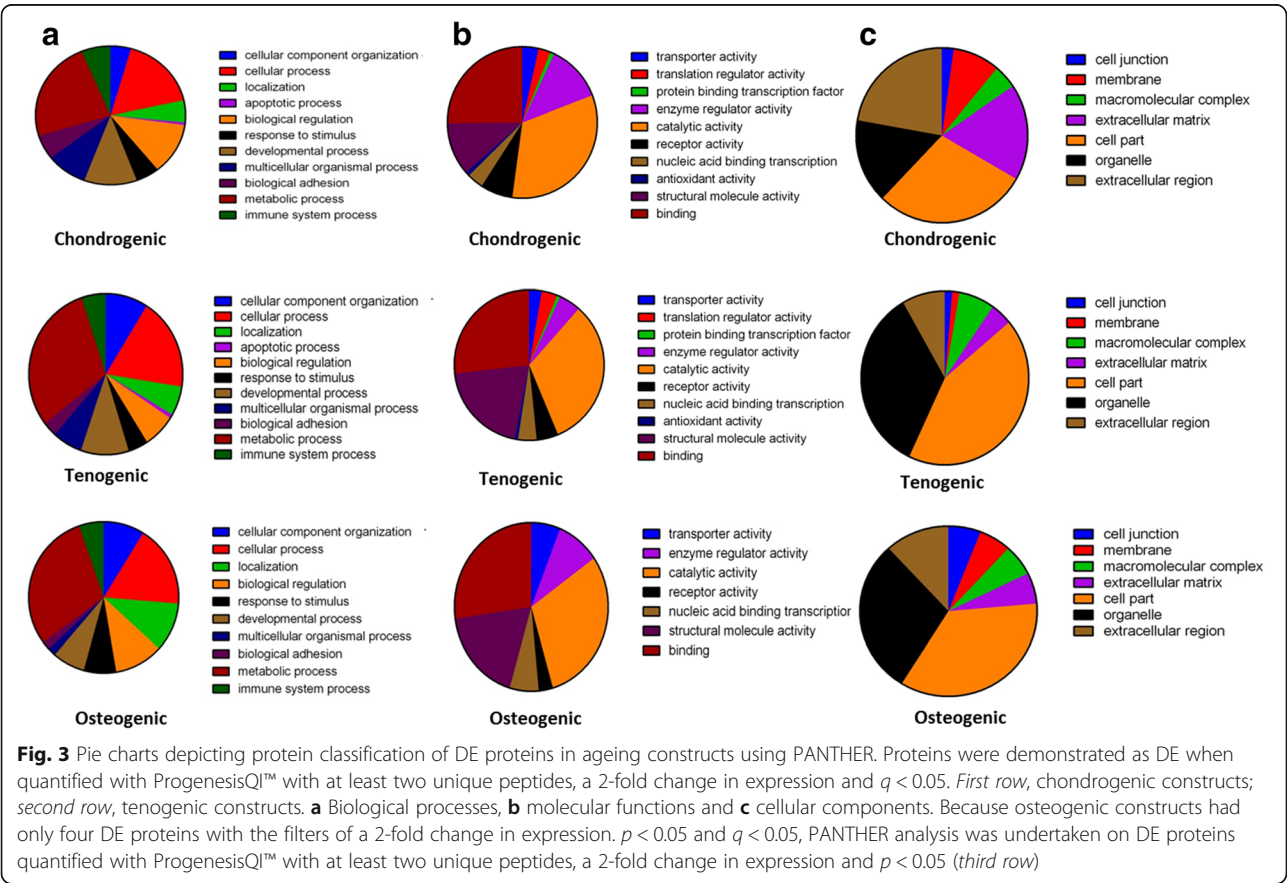 a
cellular component organization
cellular process
localization
apoptotic process
biological regulation
response to stimulus
developmental process
multicellular organismal process
biological adhesion
metabolic process
immune system process
Chondrogenic
b
transporter activity
translation regulator activity
protein binding transcription factor
enzyme regulator activity
catalytic activity
receptor activity
nucleic acid binding transcription
antioxidant activity
structural molecule activity
binding
Chondrogenic
c
cell junction
membrane
macromolecular complex
extracellular matrix
cell part
organelle
extracellular region
Chondrogenic
cellular component organization
cellular process
localization
apoptotic process
biological regulation
response to stimulus
developmental process
multicellular organismal process
biological adhesion
metabolic process
immune system process
Tenogenic
transporter activity
translation regulator activity
protein binding transcription factor
enzyme regulator activity
catalytic activity
receptor activity
nucleic acid binding transcription
antioxidant activity
structural molecule activity
binding
Tenogenic
cell junction
membrane
macromolecular complex
extracellular matrix
cell part
organelle
extracellular region
Tenogenic
cellular component organization
cellular process
localization
biological regulation
response to stimulus
developmental process
multicellular organismal process
biological adhesion
metabolic process
immune system process
Osteogenic
transporter activity
enzyme regulator activity
catalytic activity
receptor activity
nucleic acid binding transcription
structural molecule activity
binding
Osteogenic
cell junction
membrane
macromolecular complex
extracellular matrix
cell part
organelle
extracellular region
Osteogenic
Fig. 3 Pie charts depicting protein classification of DE proteins in ageing constructs using PANTHER. Proteins were demonstrated as DE when
quantified with ProgenesisQI™ with at least two unique peptides, a 2-fold change in expression and q < 0.05. First row, chondrogenic constructs;
second row, tenogenic constructs. a Biological processes, b molecular functions and c cellular components. Because osteogenic constructs had
only four DE proteins with the filters of a 2-fold change in expression. p < 0.05 and q < 0.05, PANTHER analysis was undertaken on DE proteins
quantified with ProgenesisQI™ with at least two unique peptides, a 2-fold change in expression and p < 0.05 (third row)